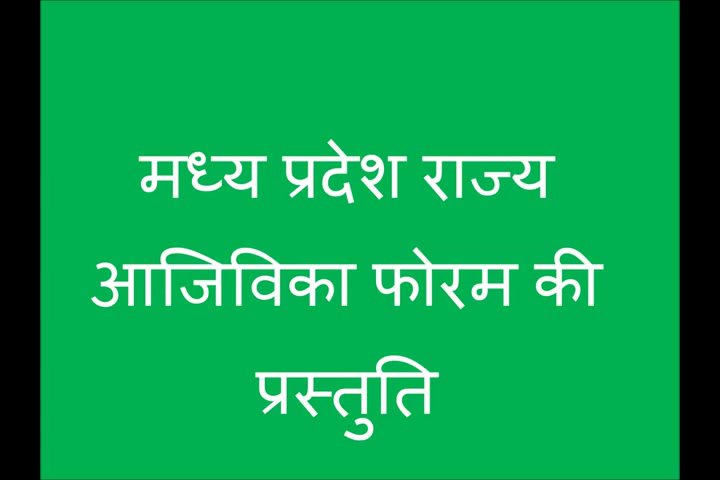 मध्य प्रदेश राज्य
आजिविका फोरम की
प्रस्तुति